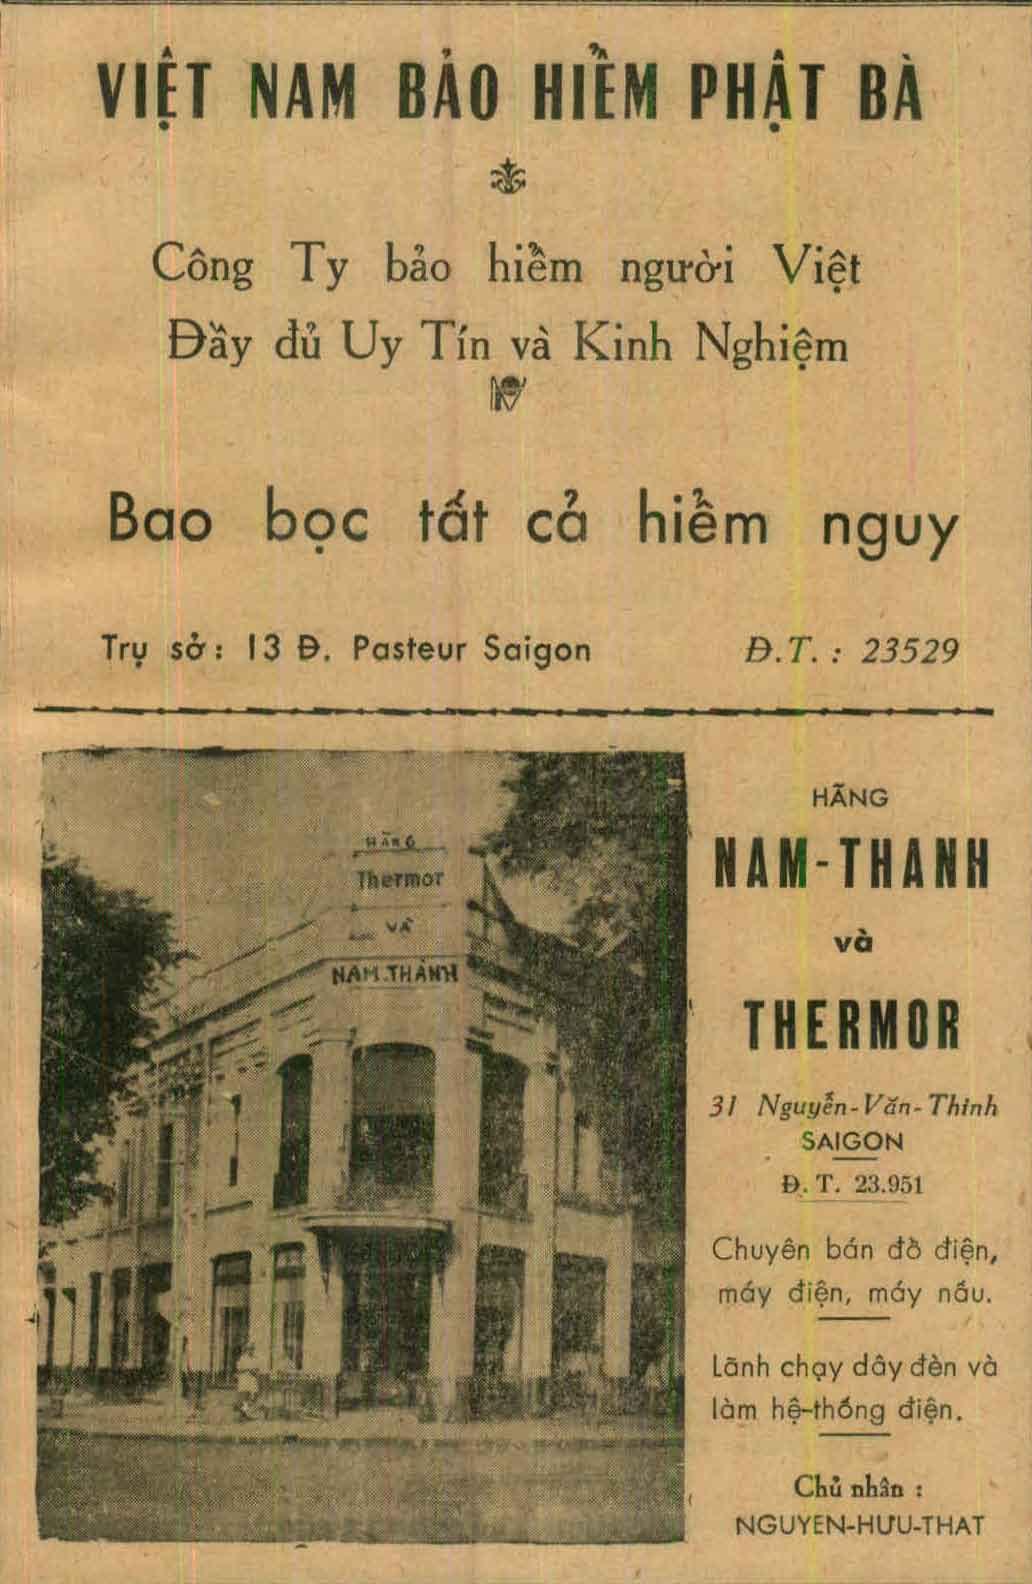 VIỆT NAM BẢO HIỂM PHẬT BÀ
Công Ty bảo hiểm người Việt
Đầy đủ Uy Tín và Kinh Nghiệm
Bao bọc tất cả hiểm nguy
Trụ sở: 13 Đ. Pasteur Saigon Đ.T. : 23529
HÃNG
Thermor
VÀ
NAM.THÀNH
HÃNG
NAM-THANH
và
THERMOR
31 Nguyễn-Văn-Thinh
SAIGON
Đ. T. 23.951
Chuyên bán đồ điện,
máy điện, máy nấu.
Lãnh chạy dây đèn và
làm hệ-thống điện.
Chủ nhân :
NGUYEN-HƯU-THAT